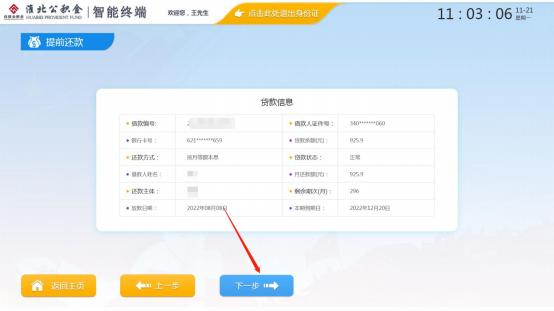 淮北公积金 智能终端 欢迎您，王先生 点击此处退出身份证 11:03:06 11-21
HUAIBEI PROVIDENT FUND 星期一
提前还款
贷款信息
借款编号: 2 借款人证件号: 340*******060
银行卡号: 621*******659 贷款余额(元): 925.9
还款方式: 按月等额本息 贷款状态: 正常
借款人姓名: 月还款额(元): 925.9
还款主体: 剩余期次(月): 296
放款日期: 2022年08月08日 本期到期日: 2022年12月20日
返回主页 上一步 下一步